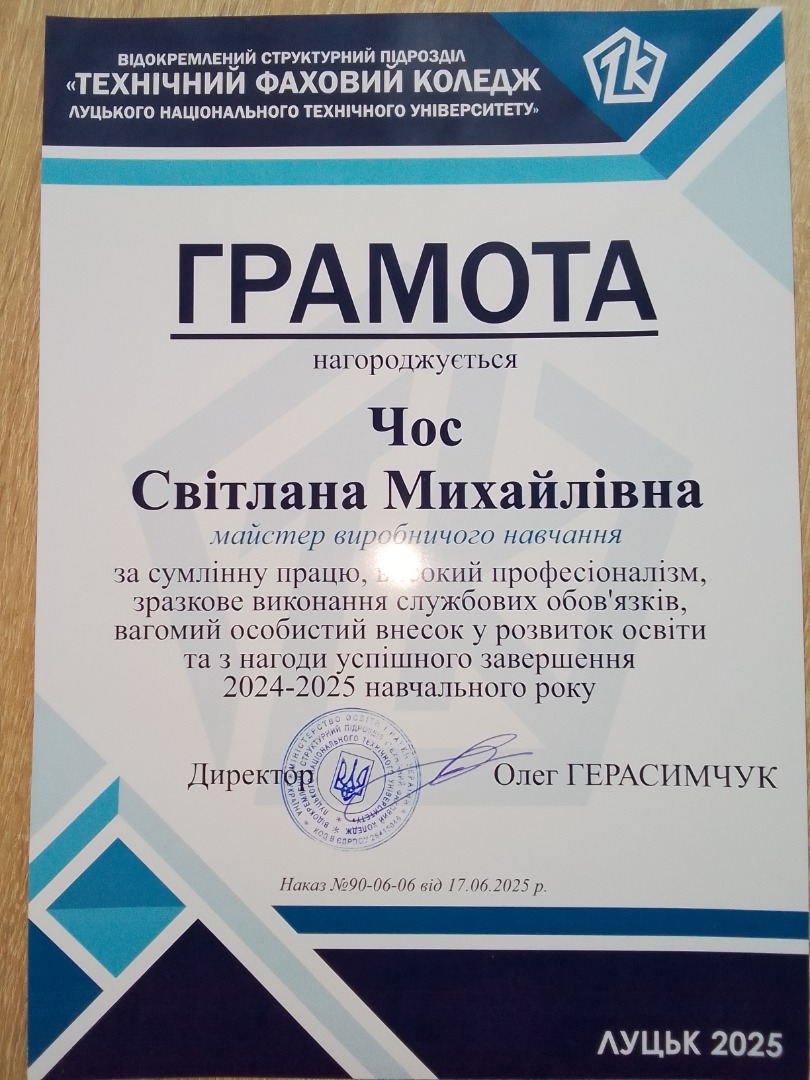 ВІДОКРЕМЛЕНИЙ СТРУКТУРНИЙ ПІДРОЗДІЛ
«ТЕХНІЧНИЙ ФАХОВИЙ КОЛЕДЖ
ЛУЦЬКОГО НАЦІОНАЛЬНОГО ТЕХНІЧНОГО УНІВЕРСИТЕТУ»
ТК
ГРАМОТА
нагороджується
Чос
Світлана Михайлівна
майстер виробничого навчання
за сумлінну працю, високий професіоналізм,
зразкове виконання службових обов'язків,
вагомий особистий внесок у розвиток освіти
та з нагоди успішного завершення
2024-2025 навчального року
Директор
Олег ГЕРАСИМЧУК
Наказ №90-06-06 від 17.06.2025 р.
ЛУЦЬК 2025